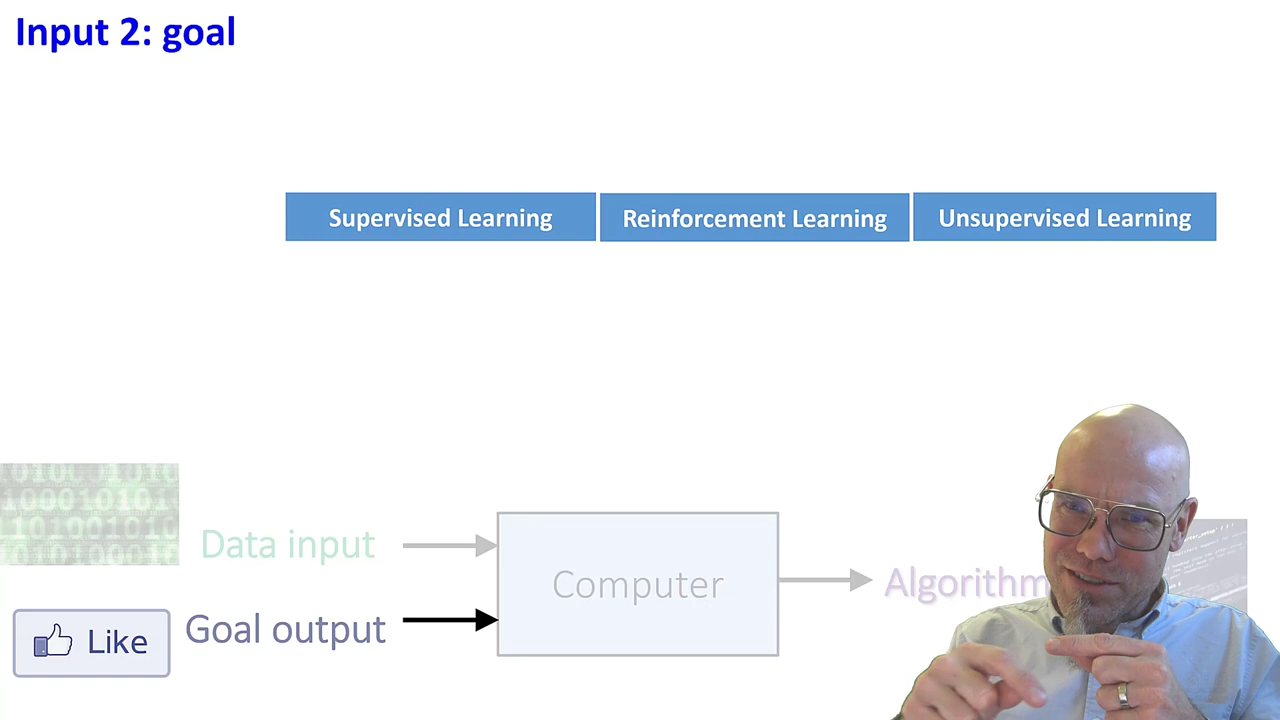 Input 2: goal
Supervised Learning
Reinforcement Learning
Unsupervised Learning
Data input
Computer
Algorithm
Like
Goal output